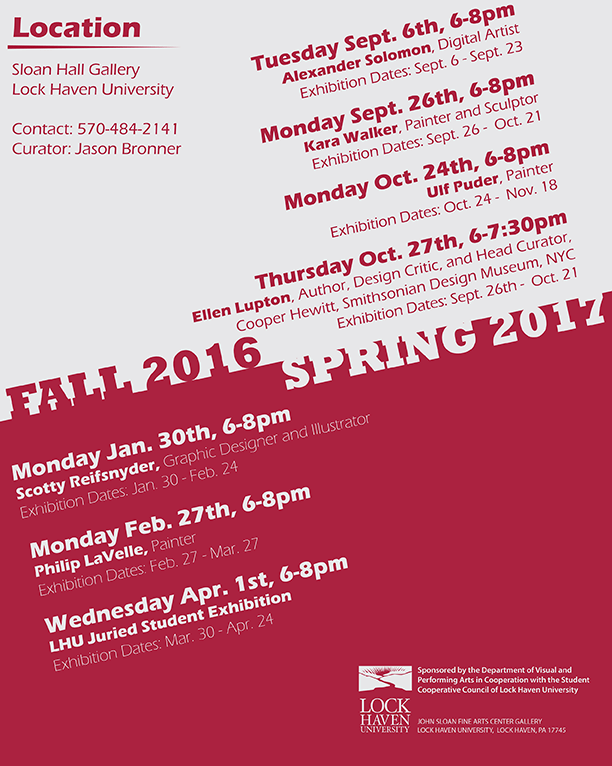 Location
Sloan Hall Gallery
Lock Haven University
Contact: 570-484-2141
Curator: Jason Bronner
Tuesday Sept. 6th, 6-8pm
Alexander Solomon, Digital Artist
Exhibition Dates: Sept. 6 - Sept. 23
Monday Sept. 26th, 6-8pm
Kara Walker, Painter and Sculptor
Exhibition Dates: Sept. 26 - Oct. 21
Monday Oct. 24th, 6-8pm
Ulf Puder, Painter
Exhibition Dates: Oct. 24 - Nov. 18
Thursday Oct. 27th, 6-7:30pm
Ellen Lupton, Author, Design Critic, and Head Curator,
Cooper Hewitt, Smithsonian Design Museum, NYC
Exhibition Dates: Sept. 26th - Oct. 21
FALL 2016
SPRING 2017
Monday Jan. 30th, 6-8pm
Scotty Reifsnyder, Graphic Designer and Illustrator
Exhibition Dates: Jan. 30 - Feb. 24
Monday Feb. 27th, 6-8pm
Philip LaVelle, Painter
Exhibition Dates: Feb. 27 - Mar. 27
Wednesday Apr. 1st, 6-8pm
LHU Juried Student Exhibition
Exhibition Dates: Mar. 30 - Apr. 24
LOCK
HAVEN
UNIVERSITY
Sponsored by the Department of Visual and
Performing Arts in Cooperation with the Student
Cooperative Council of Lock Haven University
JOHN SLOAN FINE ARTS CENTER GALLERY
LOCK HAVEN UNIVERSITY, LOCK HAVEN, PA 17745